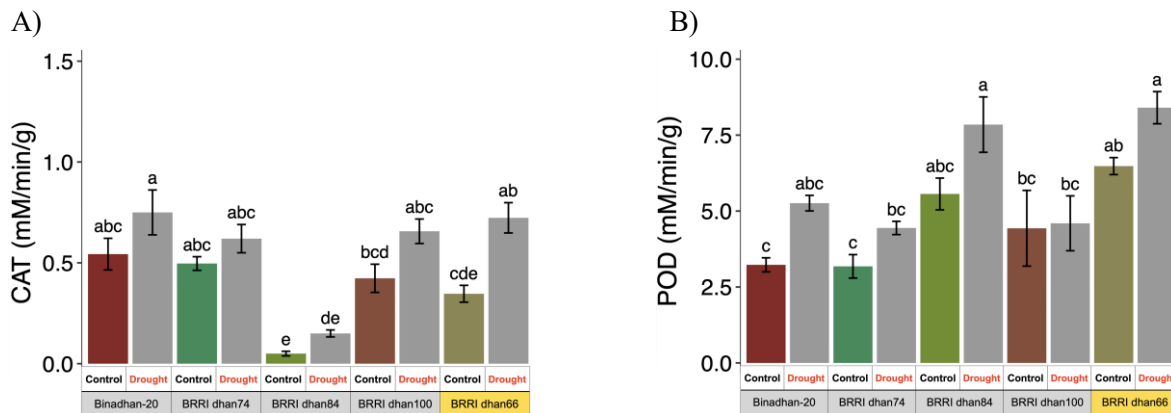 A)
B)
CAT (mM/min/g)
1.5
1.0
0.5
0.0
abc
a
abc
abc
e
de
bcd
abc
cde
ab
Control Drought Control Drought Control Drought Control Drought Control Drought
Binadhan-20 BRRI dhan74 BRRI dhan84 BRRI dhan100 BRRI dhan66
POD (mM/min/g)
10.0
7.5
5.0
2.5
0.0
c
abc
c
bc
abc
a
bc
bc
ab
a
Control Drought Control Drought Control Drought Control Drought Control Drought
Binadhan-20 BRRI dhan74 BRRI dhan84 BRRI dhan100 BRRI dhan66